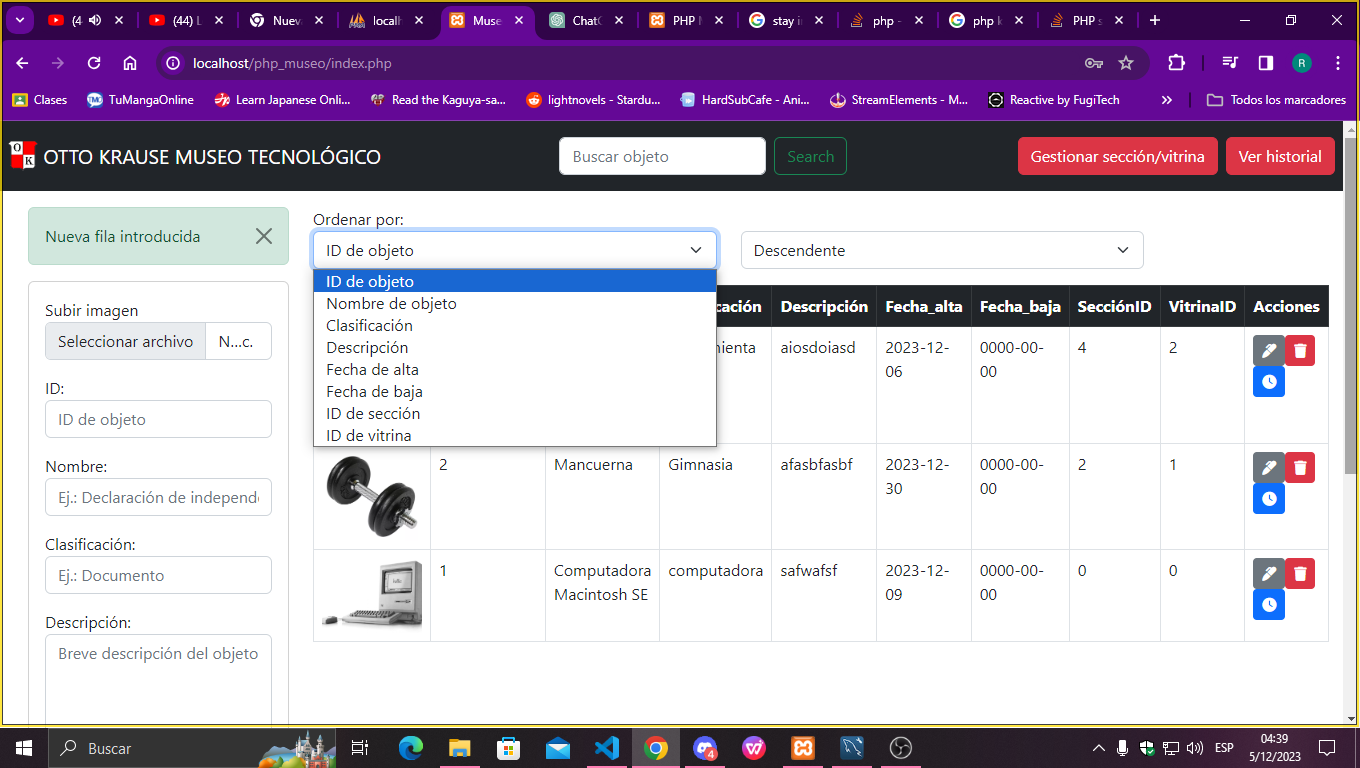 (4
(44) L
Nueva
localh
Muse
ChatG
PHP M
stay i
php -
php k
PHP s
localhost/php_museo/index.php
R
Clases
TuMangaOnline
Learn Japanese Onli...
Read the Kaguya-sa...
lightnovels - Stardu...
HardSubCafe - Ani...
StreamElements - M...
Reactive by FugiTech
Todos los marcadores
O K
OTTO KRAUSE MUSEO TECNOLÓGICO
Buscar objeto
Search
Gestionar sección/vitrina
Ver historial
Nueva fila introducida
Subir imagen
Seleccionar archivo
N...c.
ID:
ID de objeto
Nombre:
Ej.: Declaración de independ
Clasificación:
Ej.: Documento
Descripción:
Breve descripción del objeto
Ordenar por:
ID de objeto
Descendente
ID de objeto
Nombre de objeto
Clasificación
Descripción
Fecha de alta
Fecha de baja
ID de sección
ID de vitrina
cación
Descripción
Fecha_alta
Fecha_baja
SecciónID
VitrinaID
Acciones
mienta
aiosdoiasd
2023-12-
06
0000-00-
00
4
2
2
Mancuerna
Gimnasia
afasbfasbf
2023-12-
30
0000-00-
00
2
1
1
Computadora
Macintosh SE
computadora
safwafsf
2023-12-
09
0000-00-
00
0
0
Buscar
4
ESP
04:39
5/12/2023